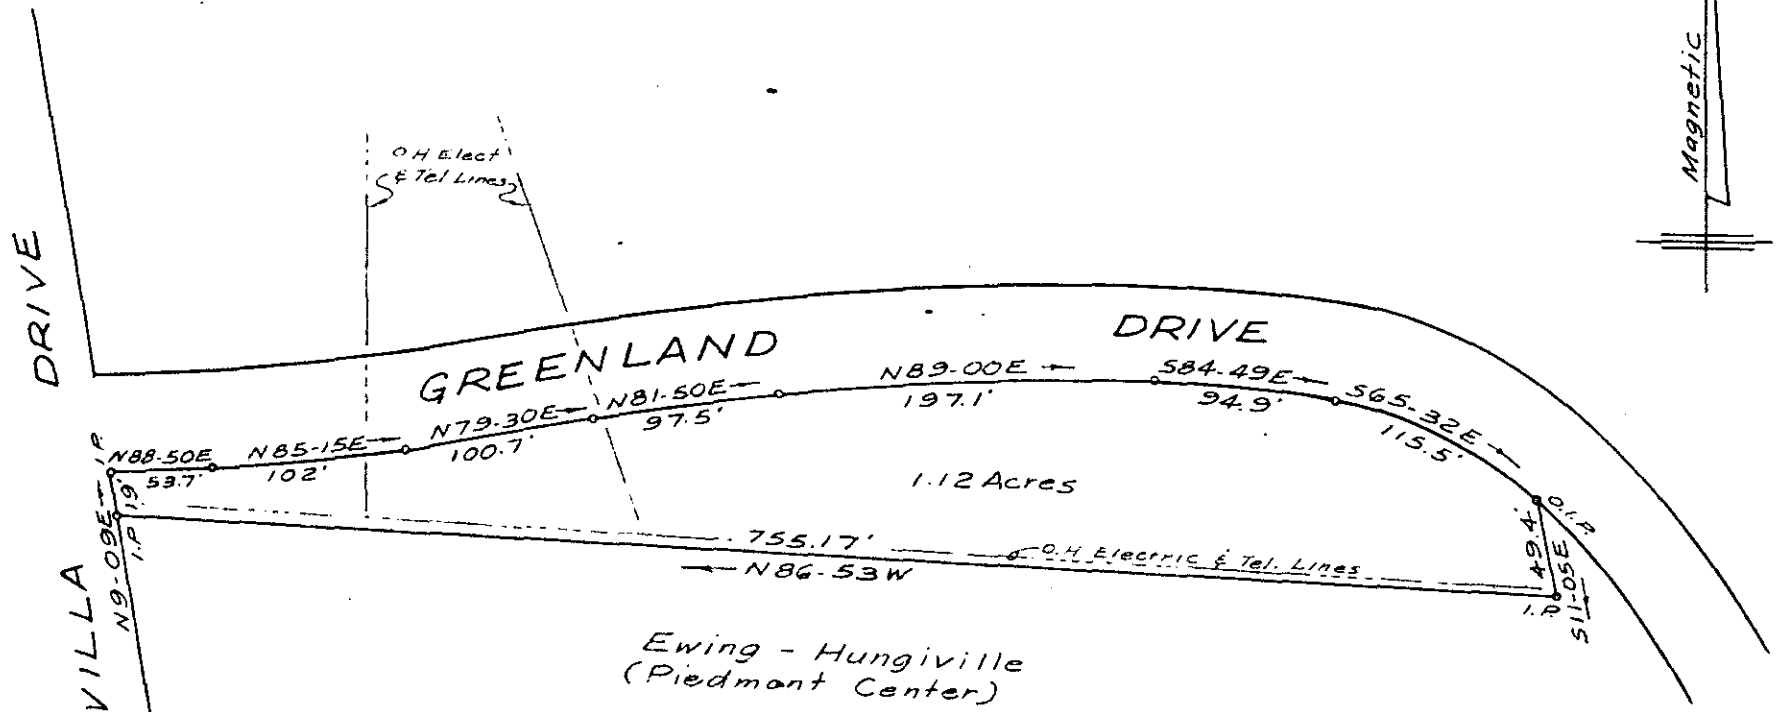 Magnetic
O H Elect
& Tel Lines
DRIVE
GREENLAND DRIVE
N88-50E
53.7'
N85-15E
102'
N79-30E
100.7'
N81-50E
97.5'
N89-00E
197.1'
S84-49E
94.9'
S65-32E
115.5'
I.P.
19'
I.P.
N9-09E
VILLA
1.12 Acres
O.I.P.
49.4'
S11-05E
I.P.
755.17'
N86-53W
O.H Electric & Tel. Lines
Ewing - Hungiville
(Piedmont Center)